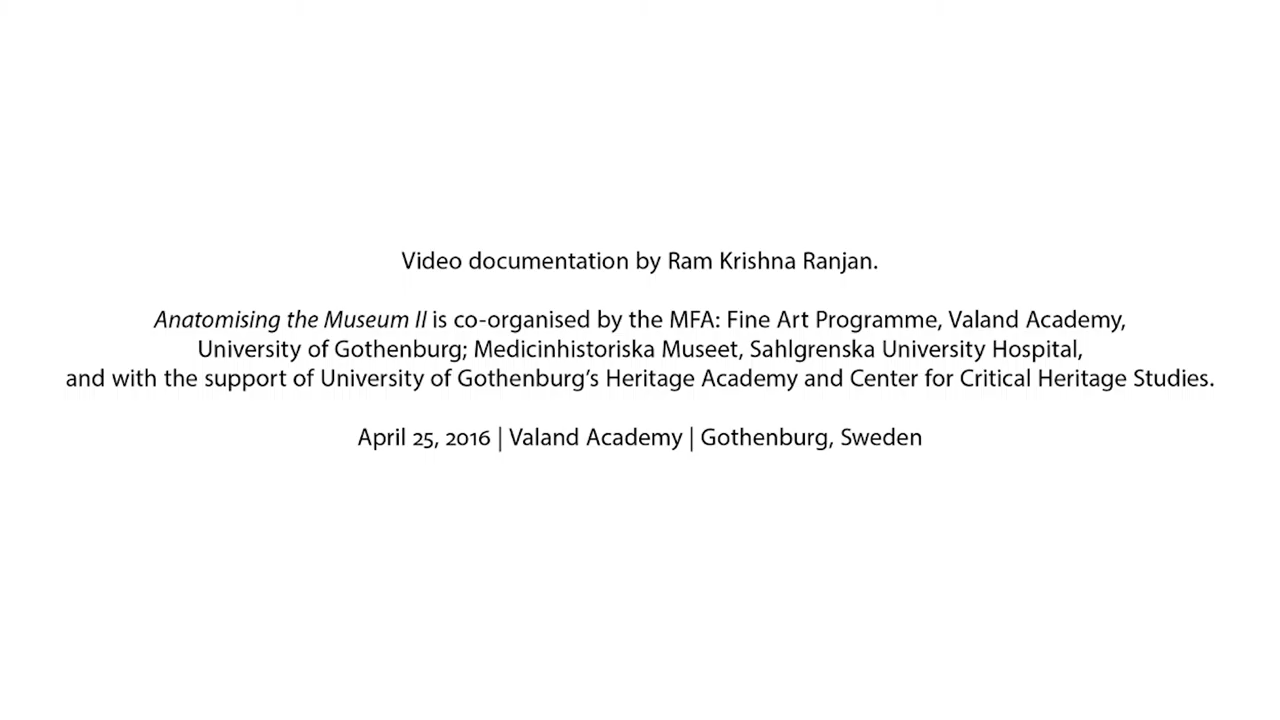 Video documentation by Ram Krishna Ranjan.
Anatomising the Museum II is co-organised by the MFA: Fine Art Programme, Valand Academy,
University of Gothenburg; Medicinhistoriska Museet, Sahlgrenska University Hospital,
and with the support of University of Gothenburg’s Heritage Academy and Center for Critical Heritage Studies.
April 25, 2016 | Valand Academy | Gothenburg, Sweden